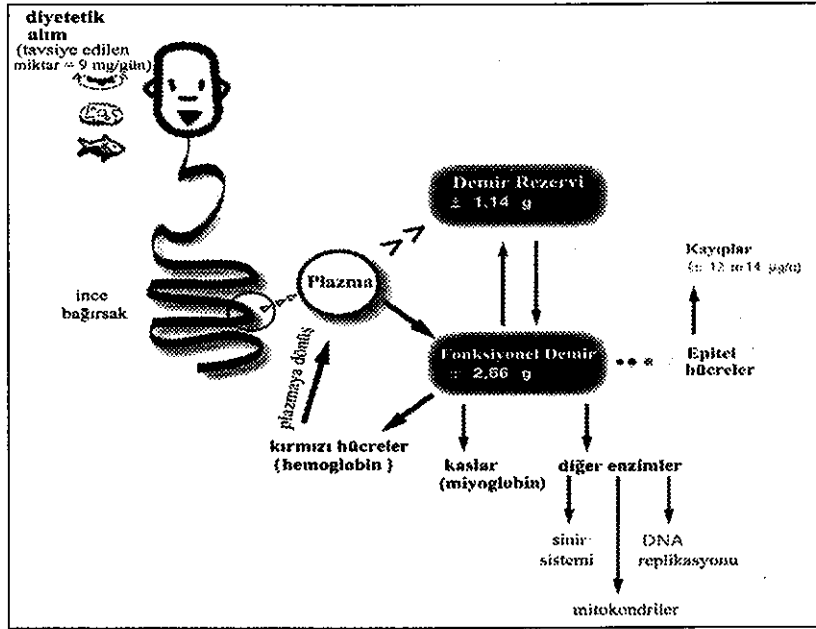 diyetetik
alım
(tavsiye edilen
miktar = 9 mg/gün)
Demir Rezervi
± 1,14 g
Plazma
ince
bağırsak
Kayıplar
plazmaya dönüş
Fonksiyonel Demir
2,66 g
Epitel
hücreler
kırmızı hücreler
(hemoglobin)
kaslar
(miyoglobin)
diğer enzimler
sinir
sistemi
DNA
replikasyonu
mitokondriler